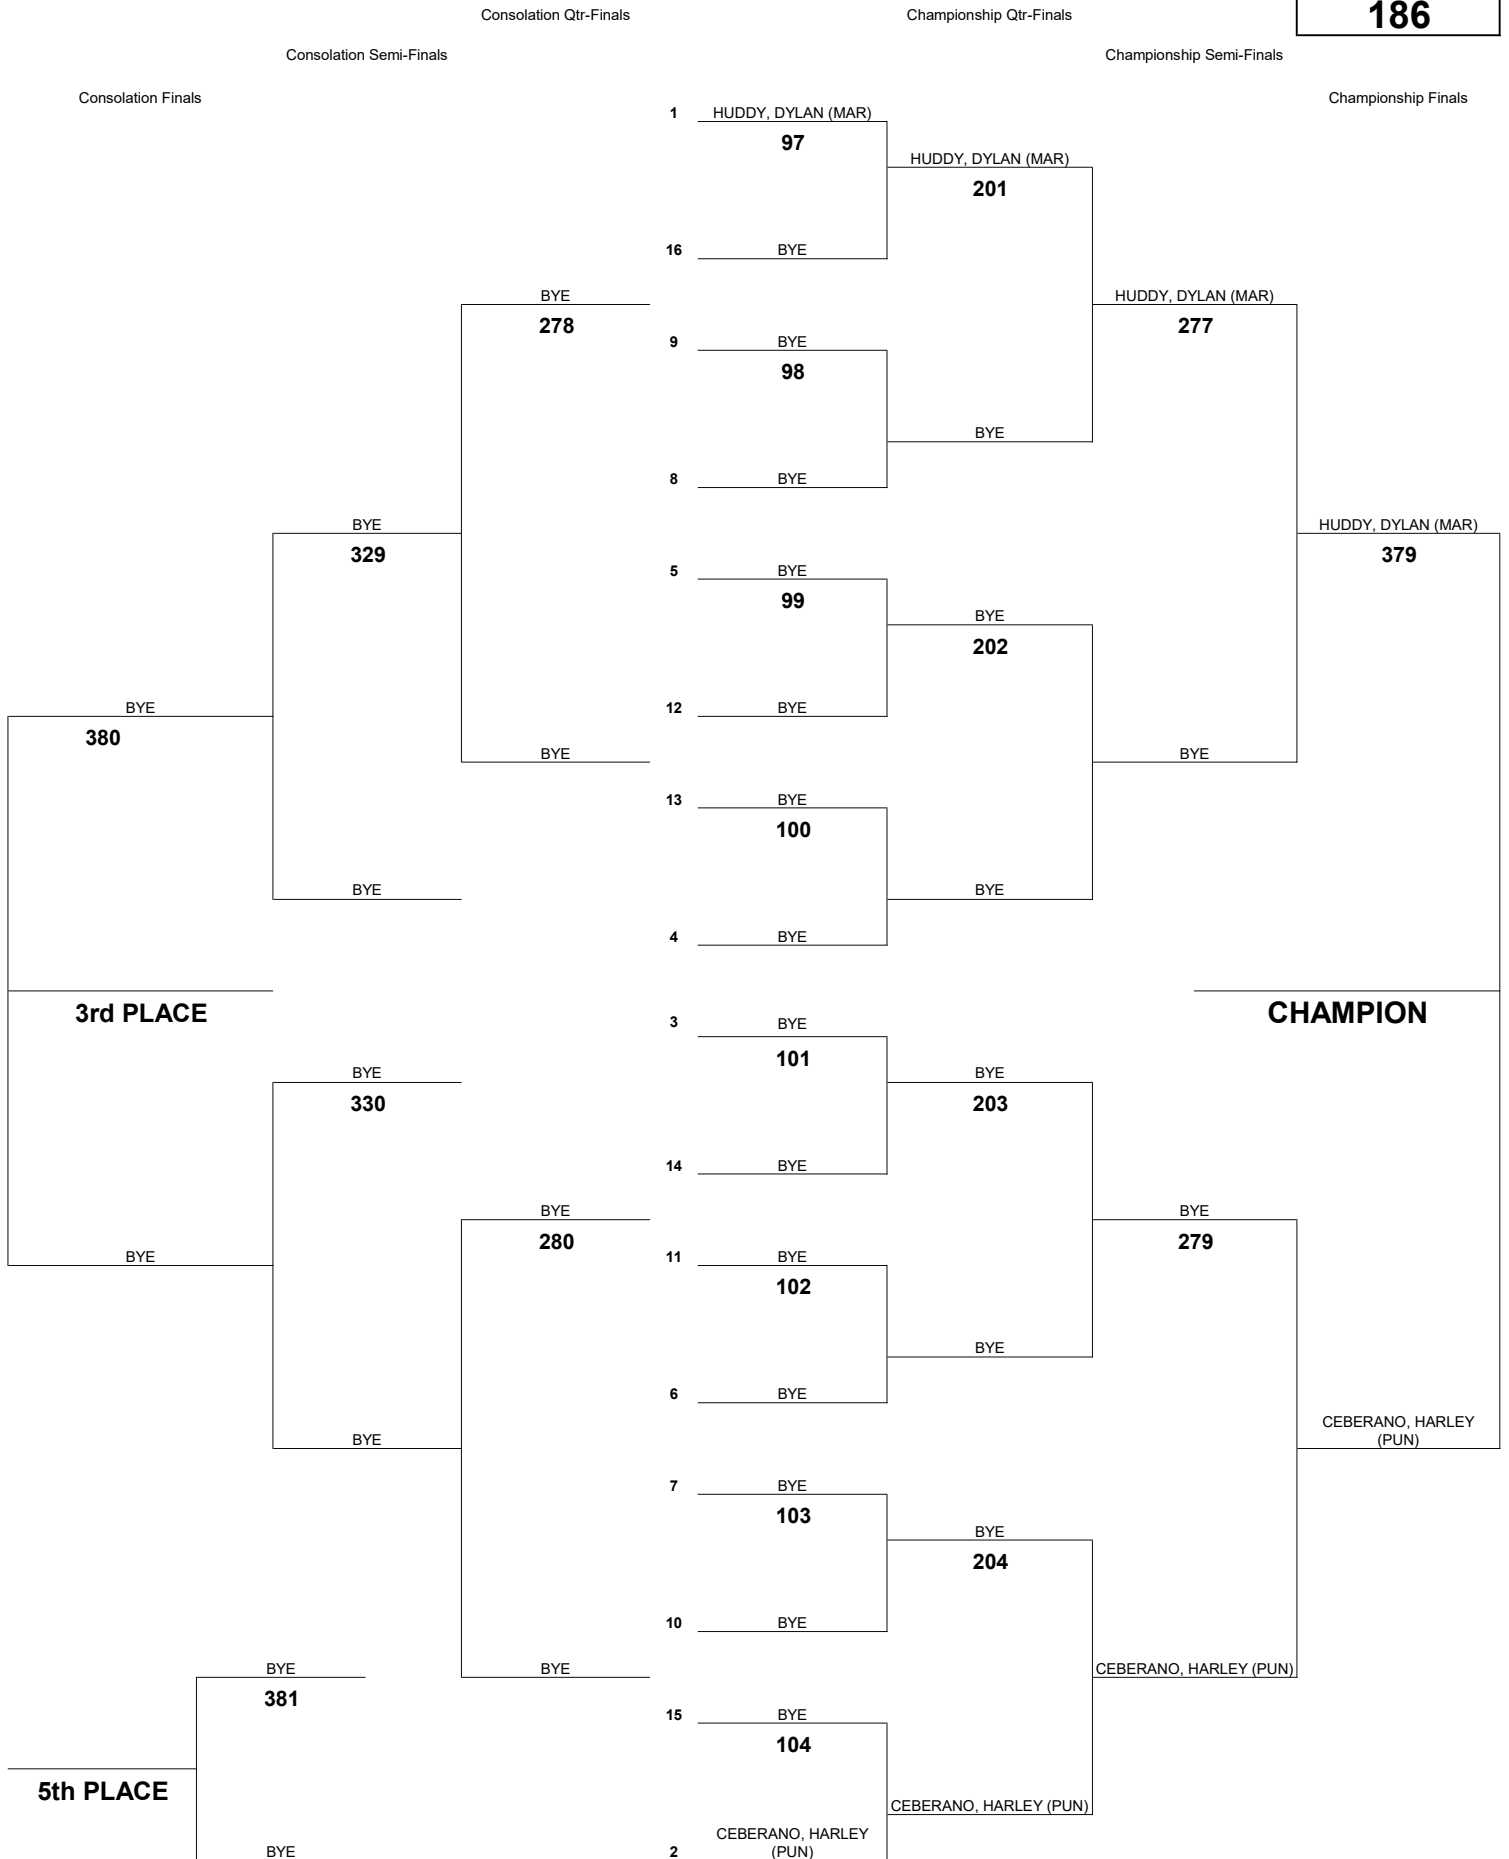 Consolation Qtr-Finals
Championship Qtr-Finals
186
Consolation Semi-Finals
Championship Semi-Finals
Consolation Finals
Championship Finals
1 HUDDY, DYLAN (MAR)
97
HUDDY, DYLAN (MAR)
201
16 BYE
BYE
HUDDY, DYLAN (MAR)
278
277
9 BYE
98
BYE
8 BYE
BYE
HUDDY, DYLAN (MAR)
329
379
5 BYE
99
BYE
202
BYE
12 BYE
380
BYE
BYE
13 BYE
100
BYE
BYE
4 BYE
3rd PLACE
CHAMPION
3 BYE
101
BYE
BYE
330
203
14 BYE
BYE
BYE
280
279
BYE
11 BYE
102
BYE
6 BYE
CEBERANO, HARLEY
(PUN)
BYE
7 BYE
103
BYE
204
10 BYE
BYE
BYE
CEBERANO, HARLEY (PUN)
381
15 BYE
104
5th PLACE
CEBERANO, HARLEY (PUN)
CEBERANO, HARLEY
BYE
2 (PUN)